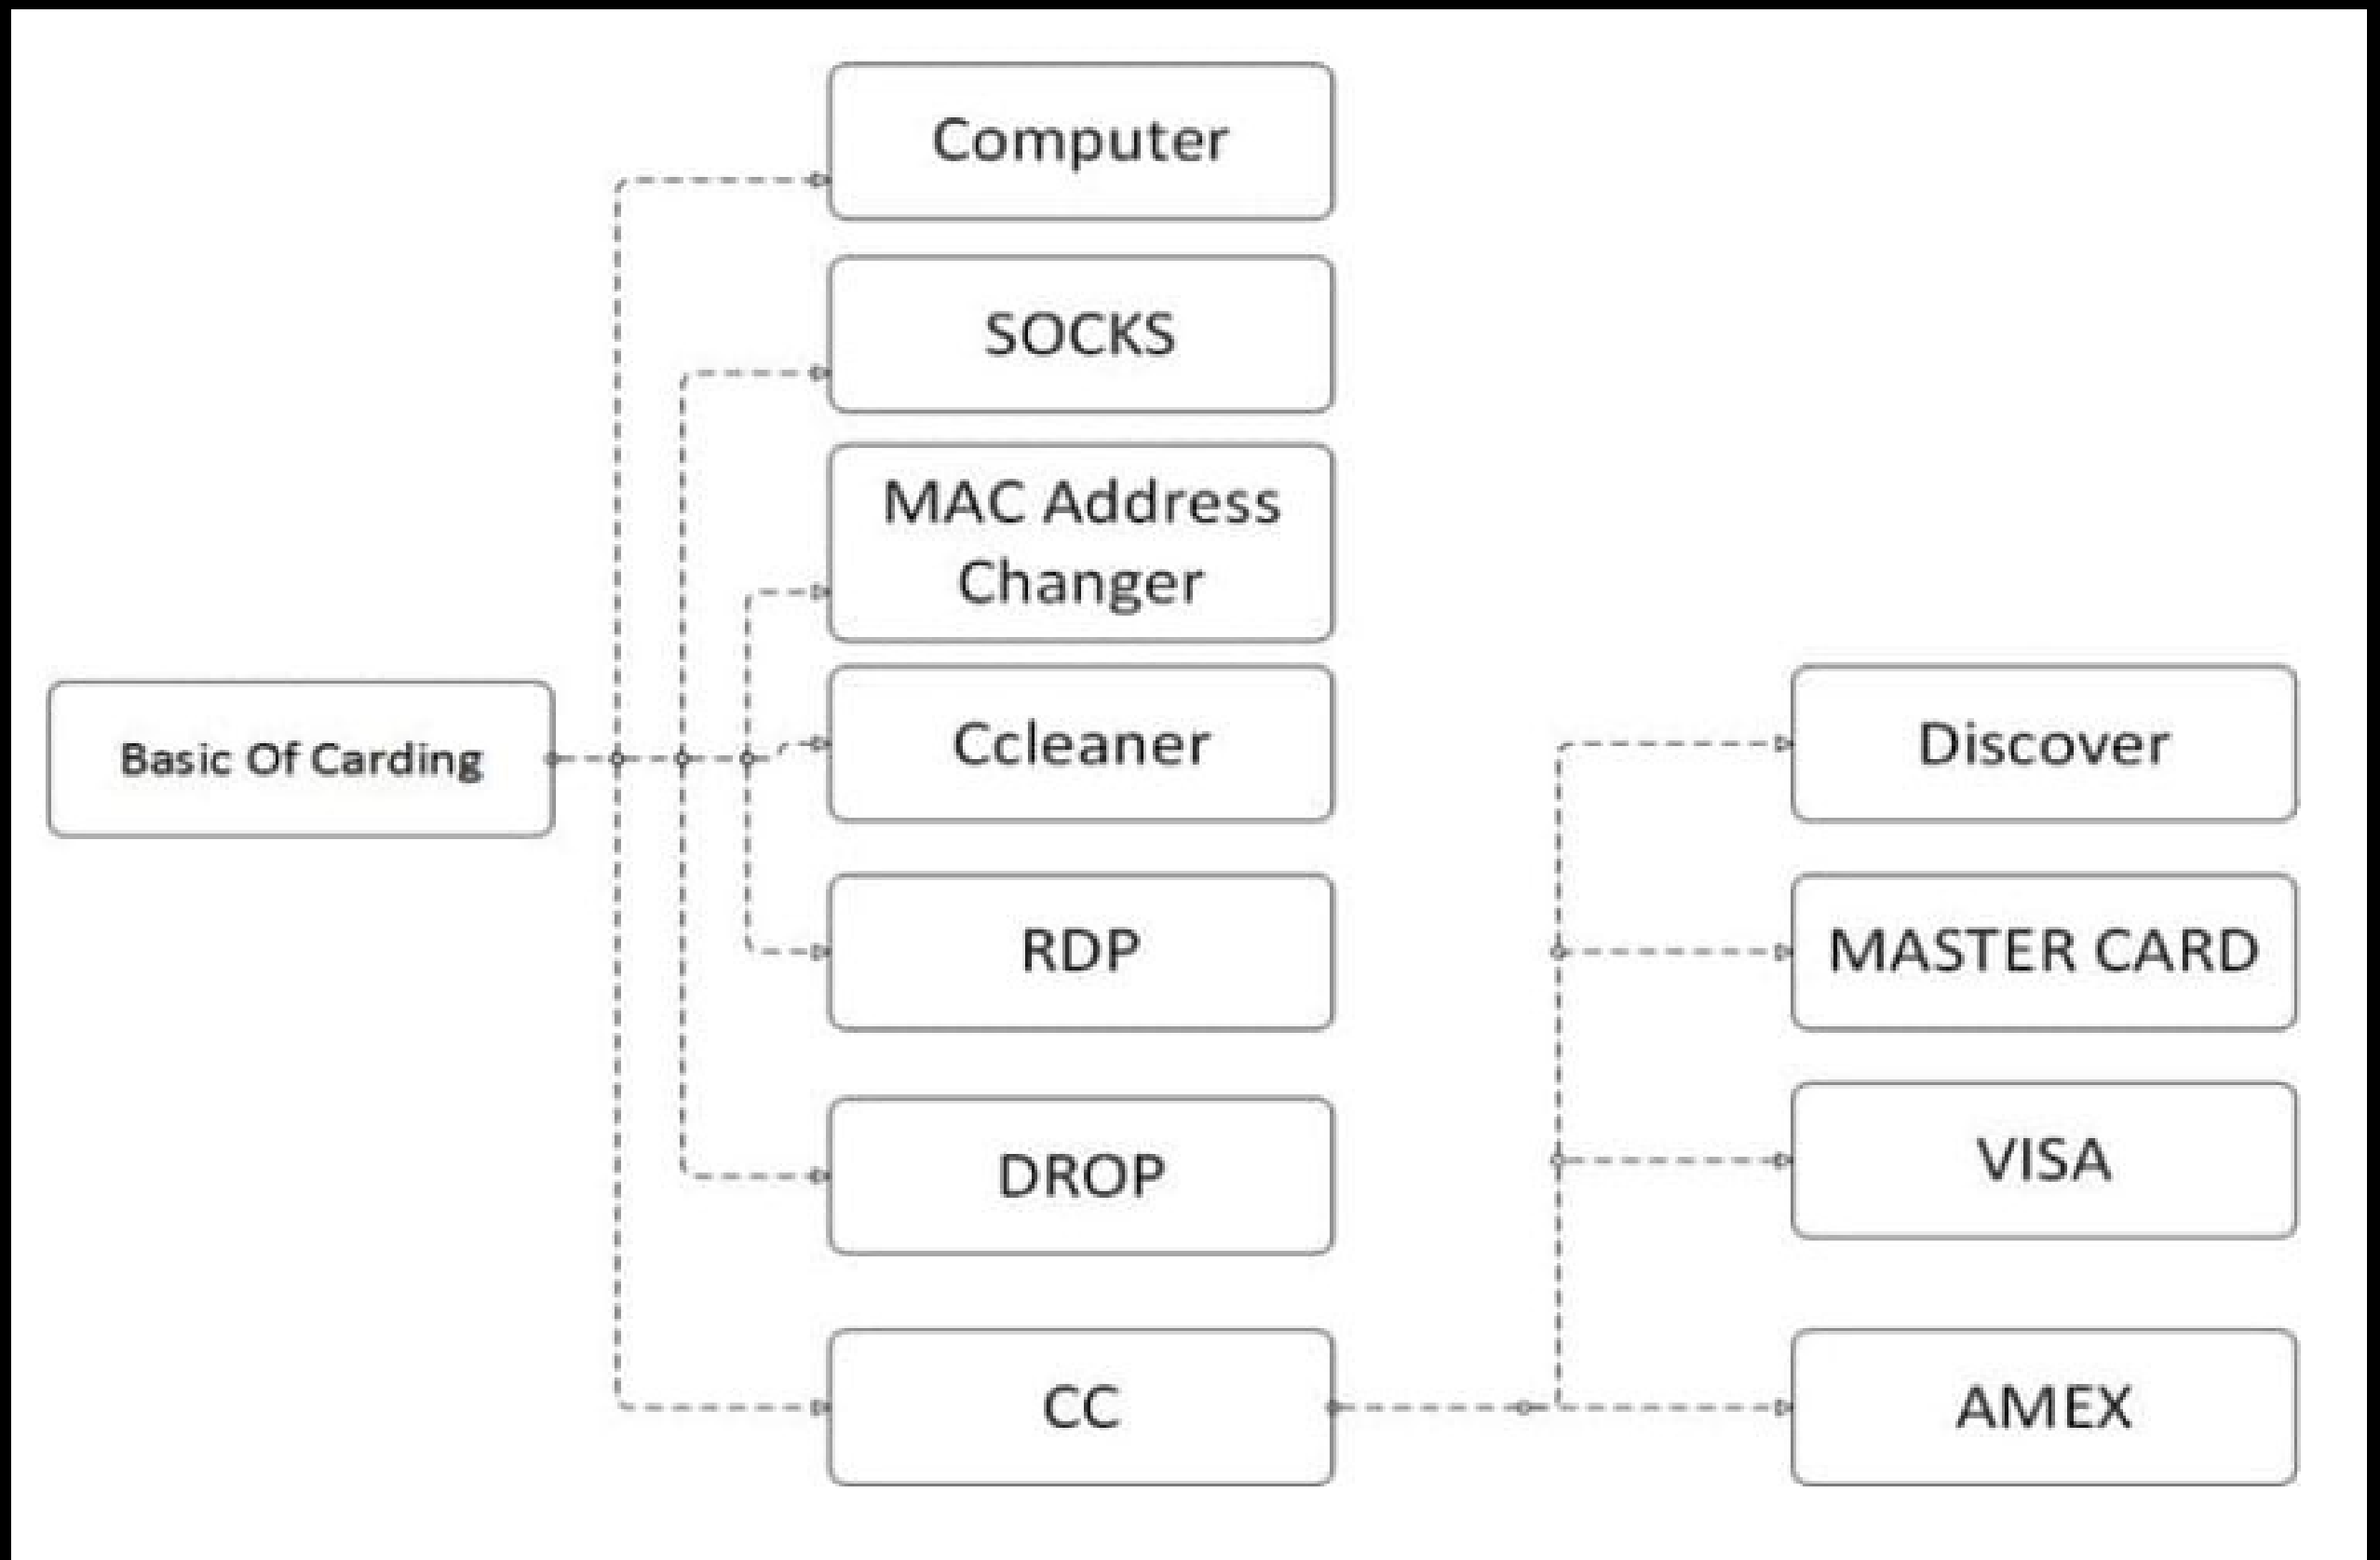 Computer
SOCKS
MAC Address
Changer
Basic Of Carding
Ccleaner
Discover
RDP
MASTER CARD
DROP
VISA
CC
AMEX